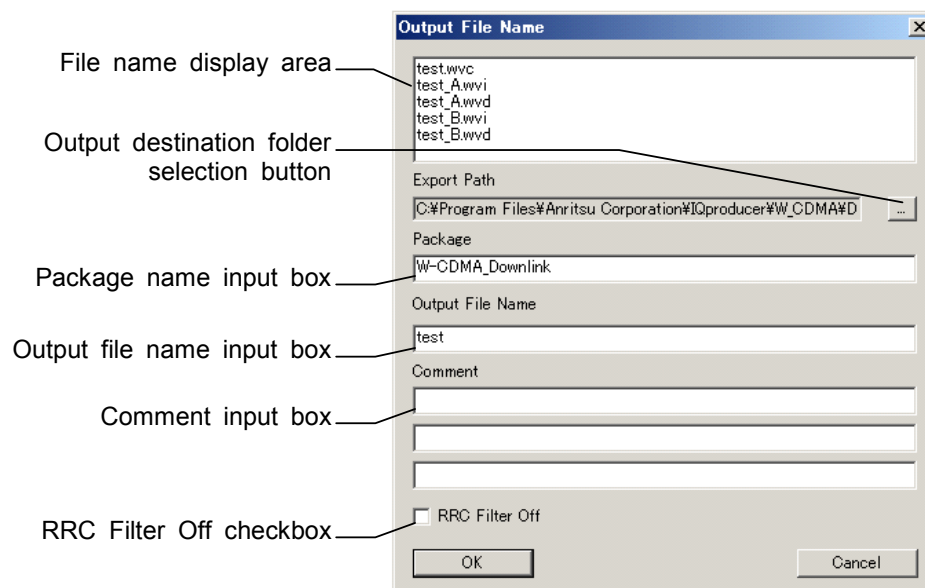 Output File Name
File name display area
test.wvc
test_A.wvi
test_A.wvd
test_B.wvi
test_B.wvd
Output destination folder
selection button
Export Path
C:¥Program Files¥Anritsu Corporation¥IQproducer¥W_CDMA¥D
...
Package
Package name input box
W-CDMA_Downlink
Output File Name
Output file name input box
test
Comment
Comment input box
RRC Filter Off checkbox
RRC Filter Off
OK
Cancel